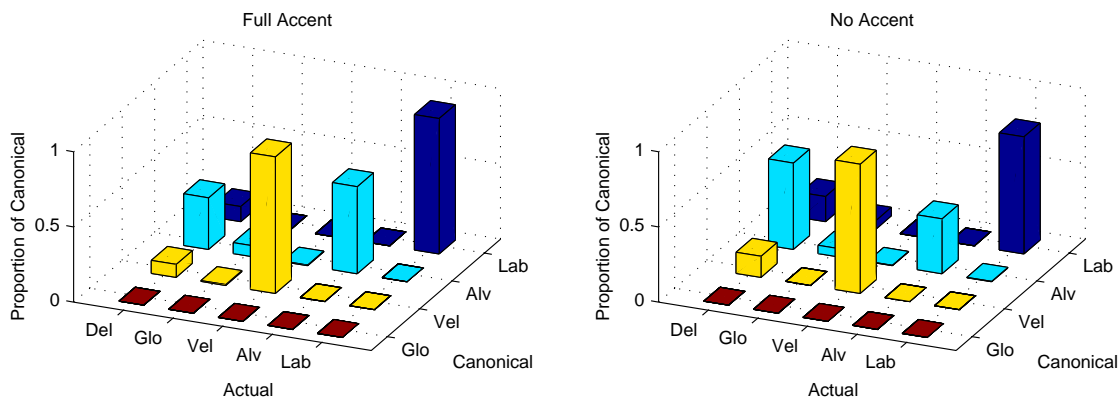 Full Accent
Proportion of Canonical
1
0.5
0
Del
Glo
Vel
Alv
Lab
Actual
Glo
Vel
Alv
Lab
Canonical
No Accent
Proportion of Canonical
1
0.5
0
Del
Glo
Vel
Alv
Lab
Actual
Glo
Vel
Alv
Lab
Canonical